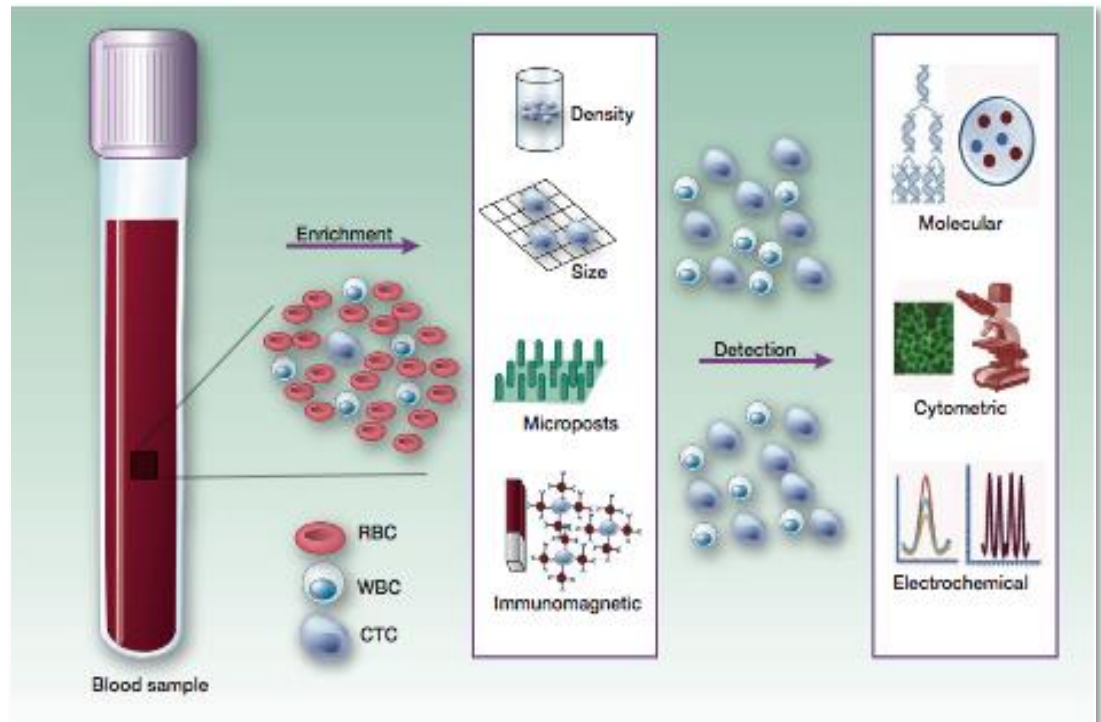 Blood sample
Enrichment
RBC
WBC
CTC
Density
Size
Microposts
Immunomagnetic
Detection
Molecular
Cytometric
Electrochemical